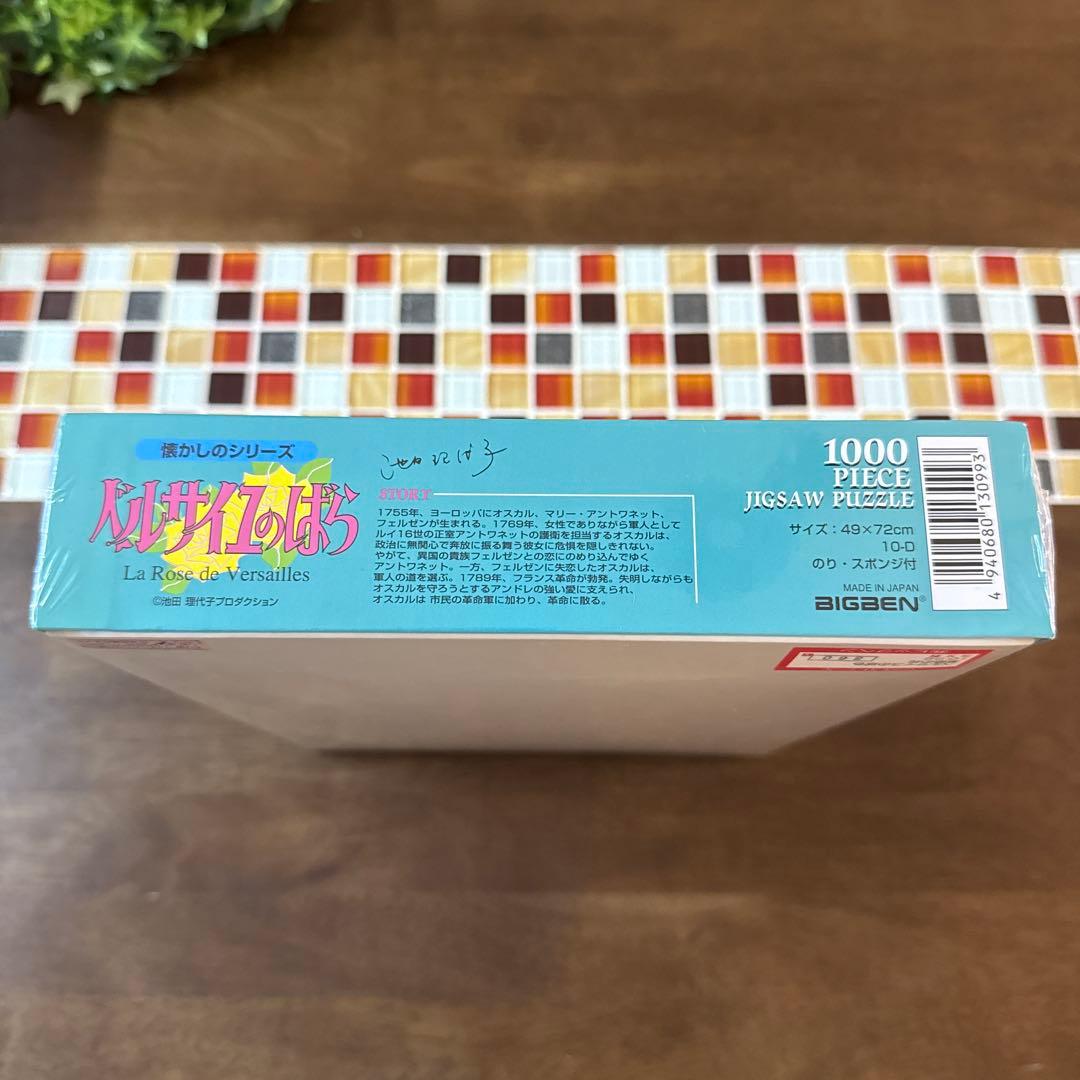 懐かしのシリーズ
ベルサイユのばら
La Rose de Versailles
©池田 理代子プロダクション
池田理代子
STORY
1755年、ヨーロッパにオスカル、マリー・アントワネット、
フェルゼンが生まれる。1769年、女性でありながら軍人として
ルイ16世の正室アントワネットの護衛を担当するオスカルは、
政治に無関心で奔放に振る舞う彼女に危惧を隠しきれない。
やがて、異国の貴族フェルゼンとの恋にのめり込んでゆく
アントワネット。一方、フェルゼンに失恋したオスカルは、
軍人の道を選ぶ。1789年、フランス革命が勃発。失明しながらも
オスカルを守ろうとするアンドレの強い愛に支えられ、
オスカルは 市民の革命軍に加わり、革命に散る。
1000
PIECE
JIGSAW PUZZLE
サイズ：49×72cm
10-D
のり・スポンジ付
MADE IN JAPAN
BIGBEN®
4 940680 130993